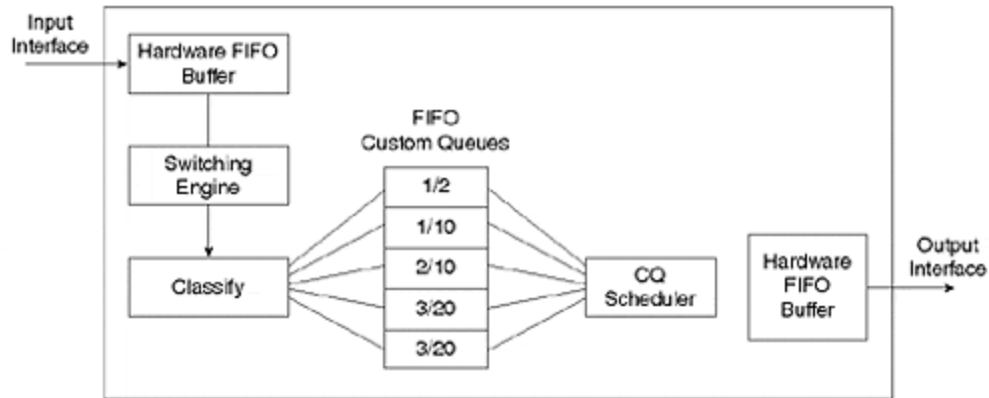 Input
Interface
Hardware FIFO
Buffer
Switching
Engine
Classify
FIFO
Custom Queues
1/2
1/10
2/10
3/20
3/20
CQ
Scheduler
Hardware
FIFO
Buffer
Output
Interface